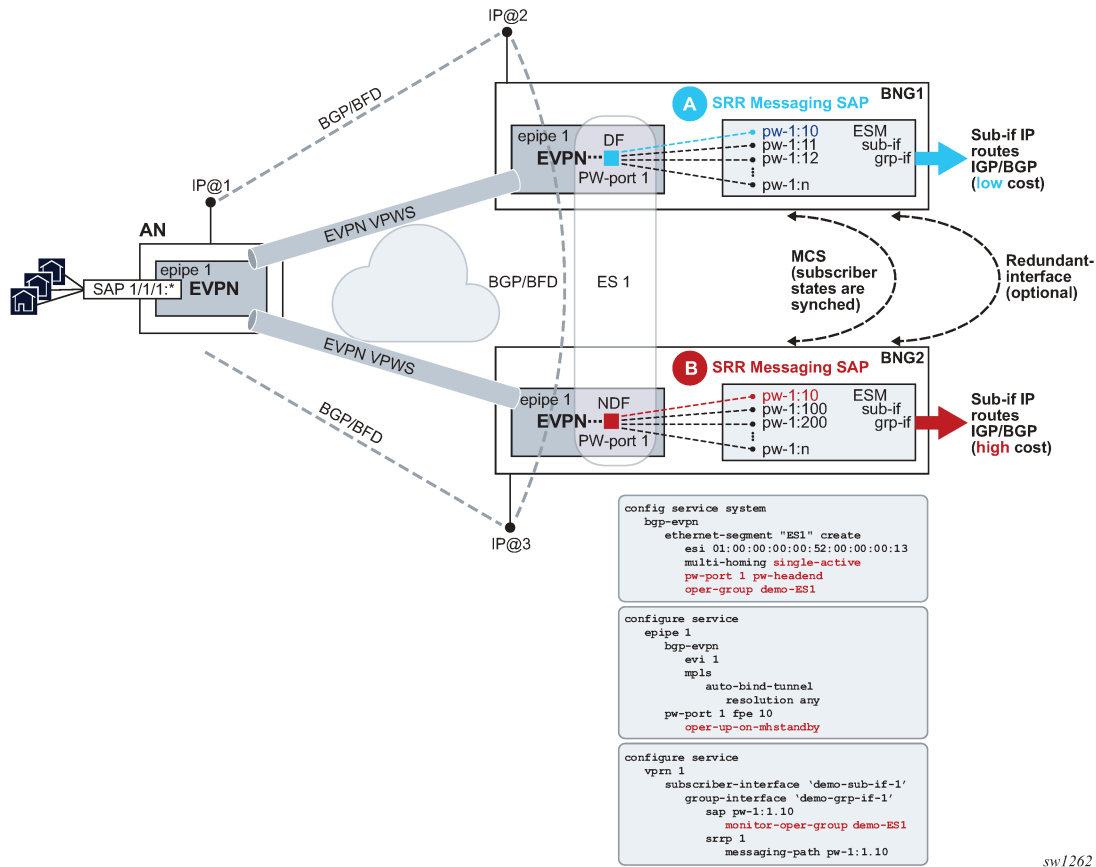 IP@2
BGP/BFD
IP@1
AN
epipe 1
SAP 1/1/1:*
EVPN
EVPN VPWS
EVPN VPWS
BGP/BFD
BGP/BFD
IP@3
BNG1
A
SRR Messaging SAP
epipe 1
EVPN
DF
PW-port 1
pw-1:10
pw-1:11
pw-1:12
pw-1:n
ESM
sub-if
grp-if
Sub-if IP
routes
IGP/BGP
(low cost)
ES 1
MCS
(subscriber
states are
synched)
Redundant-
interface
(optional)
BNG2
B
SRR Messaging SAP
epipe 1
EVPN
NDF
PW-port 1
pw-1:10
pw-1:100
pw-1:200
pw-1:n
ESM
sub-if
grp-if
Sub-if IP
routes
IGP/BGP
(high cost)
config service system
bgp-evpn
ethernet-segment "ES1" create
esi 01:00:00:00:00:52:00:00:00:13
multi-homing single-active
pw-port 1 pw-headend
oper-group demo-ES1
configure service
epipe 1
bgp-evpn
evi 1
mpls
auto-bind-tunnel
resolution any
pw-port 1 fpe 10
oper-up-on-mhstandby
configure service
vprn 1
subscriber-interface ‘demo-sub-if-1’
group-interface ‘demo-grp-if-1’
sap pw-1:1.10
monitor-oper-group demo-ES1
srrp 1
messaging-path pw-1:1.10
sw1262